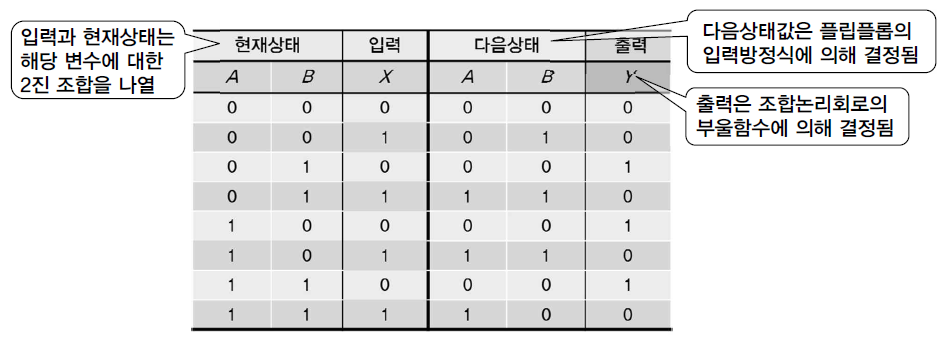 입력과 현재상태는
해당 변수에 대한
2진 조합을 나열
다음상태값은 플립플롭의
입력방정식에 의해 결정됨
출력은 조합논리회로의
부울함수에 의해 결정됨
현재상태 입력 다음상태 출력
A B X A B Y
0 0 0 0 0 0
0 0 1 0 1 0
0 1 0 0 0 1
0 1 1 1 1 0
1 0 0 0 0 1
1 0 1 1 1 0
1 1 0 0 0 1
1 1 1 1 0 0